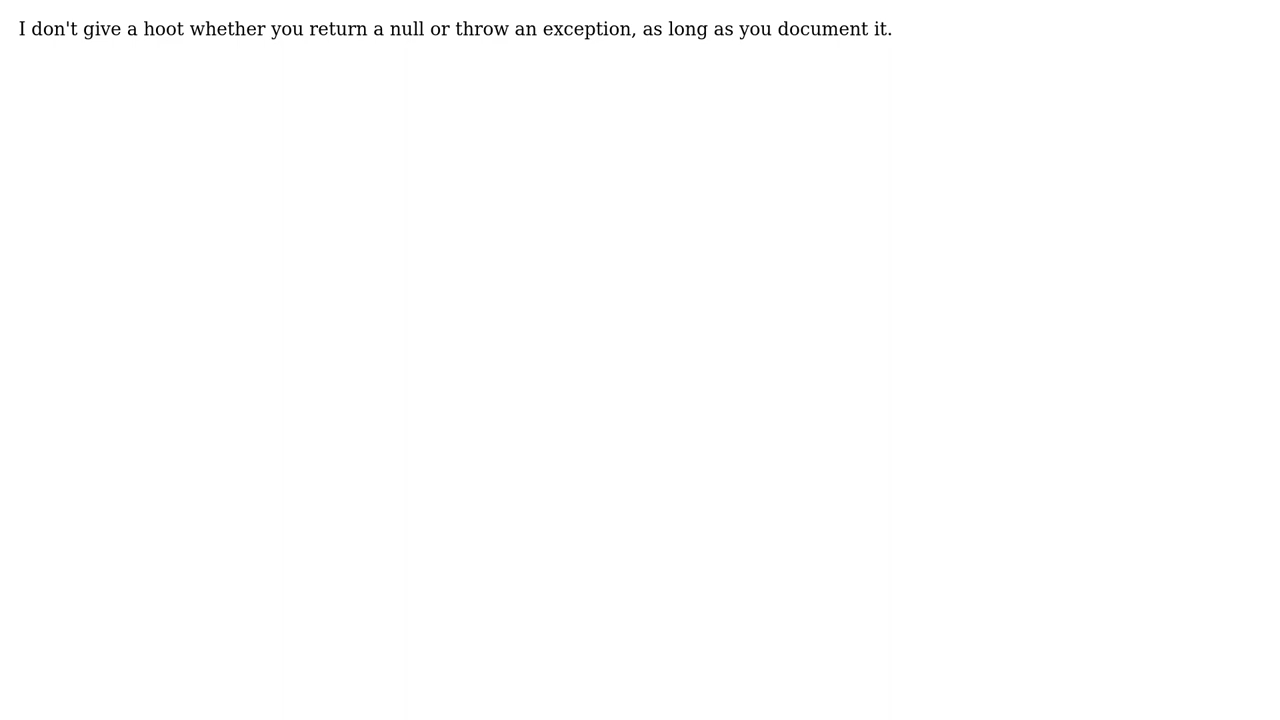 I don't give a hoot whether you return a null or throw an exception, as long as you document it.